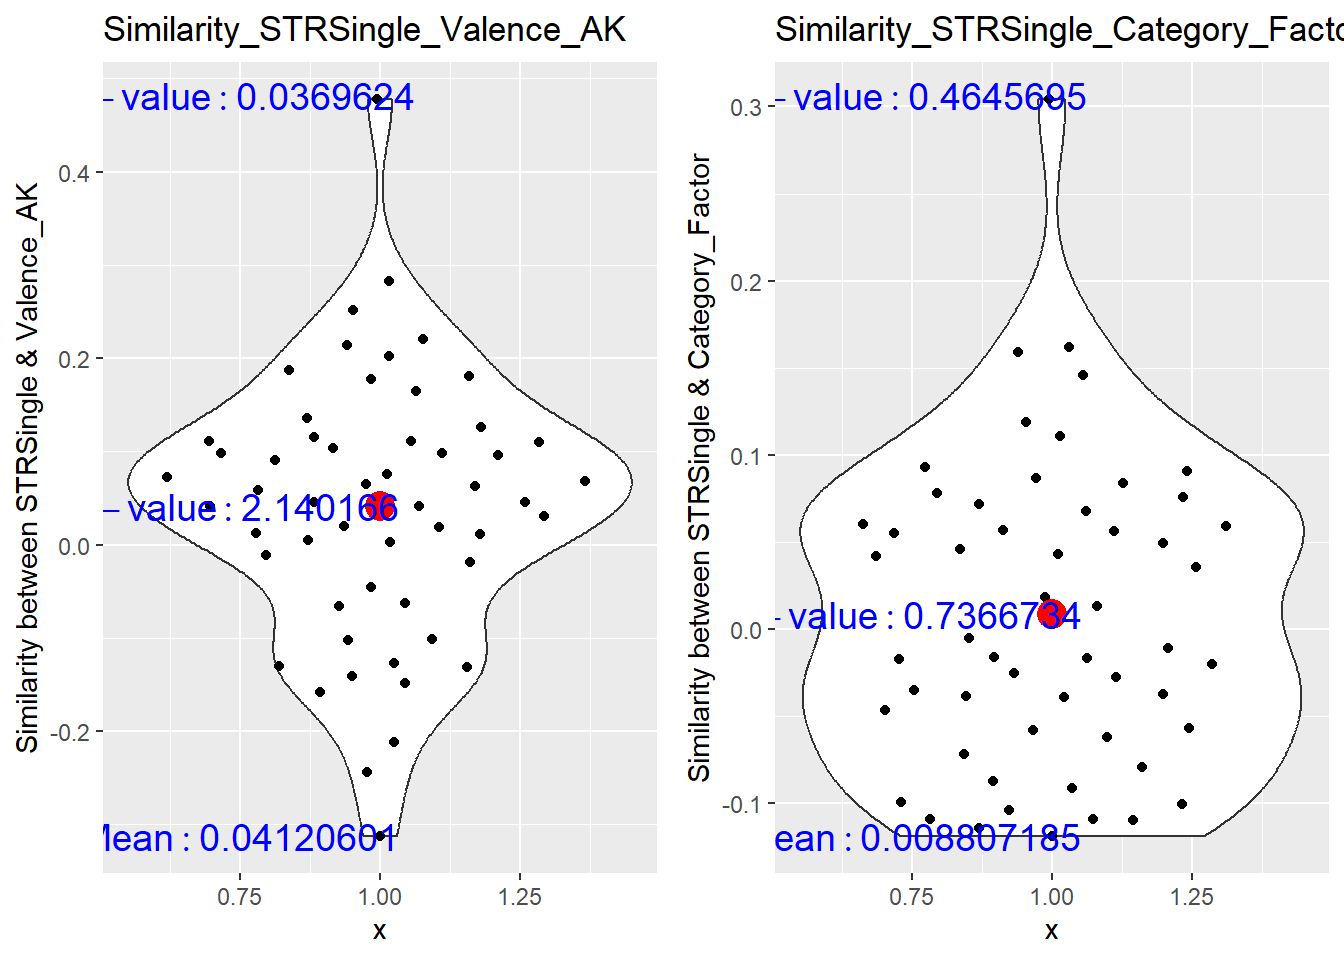 Similarity_STRSingle_Valence_AK
Similarity between STRSingle & Valence_AK
0.4
0.2
0.0
-0.2
– value : 0.0369624
– value : 2.140166
Mean : 0.04120601
0.75 1.00 1.25
x
Similarity_STRSingle_Category_Facto
Similarity between STRSingle & Category_Factor
0.3
0.2
0.1
0.0
-0.1
- value : 0.4645695
- value : 0.7366734
ean : 0.008807185
0.75 1.00 1.25
x